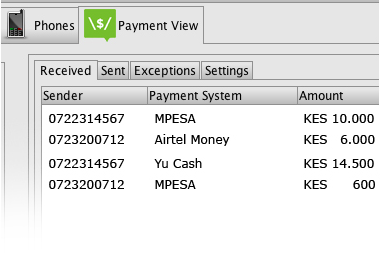 Phones \$/ Payment View
Received Sent Exceptions Settings
Sender Payment System Amount
0722314567 MPESA KES 10.000
0723200712 Airtel Money KES 6.000
0722314567 Yu Cash KES 14.500
0723200712 MPESA KES 600